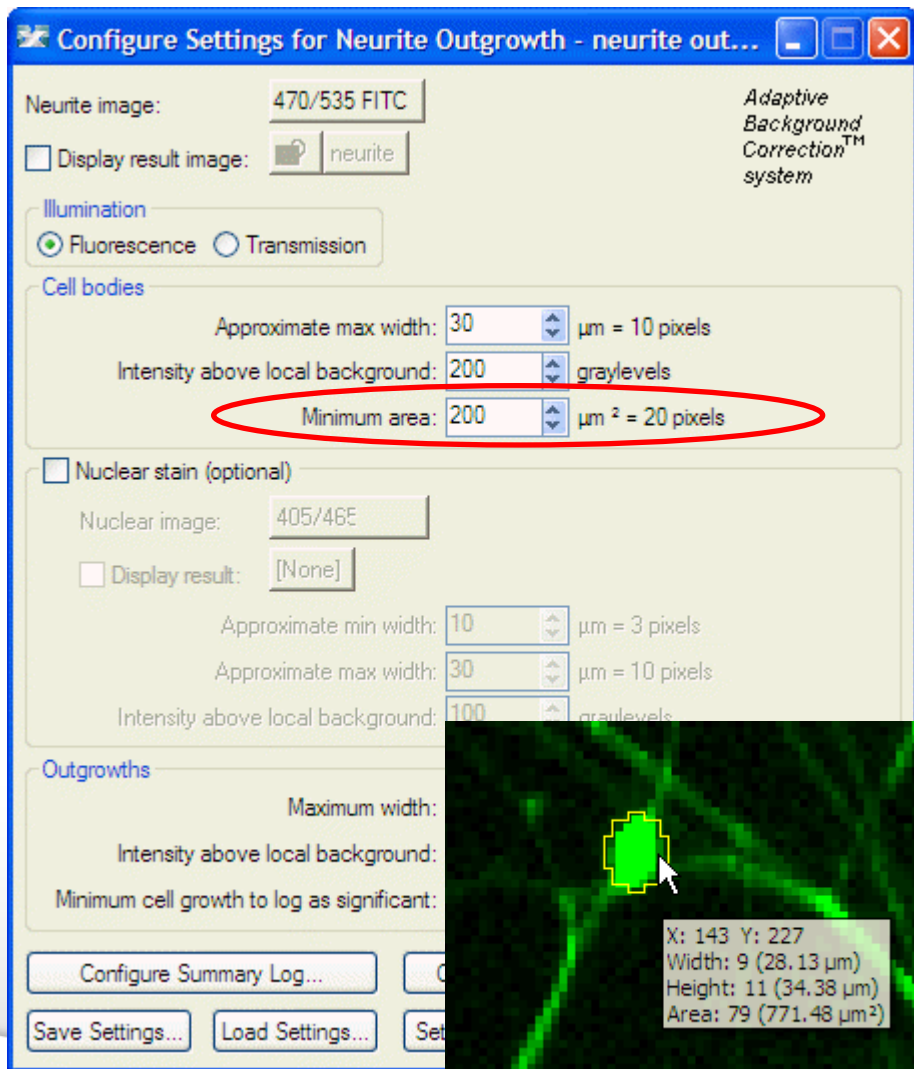 Configure Settings for Neurite Outgrowth - neurite out...
Neurite image: 470/535 FITC
Adaptive
Background
Correction™
system
Display result image: neurite
Illumination
Fluorescence Transmission
Cell bodies
Approximate max width: 30 µm = 10 pixels
Intensity above local background: 200 graylevels
Minimum area: 200 µm ² = 20 pixels
Nuclear stain (optional)
Nuclear image: 405/465
Display result: [None]
Approximate min width: 10 µm = 3 pixels
Approximate max width: 30 µm = 10 pixels
Intensity above local background: 100 graylevels
Outgrowths
Maximum width:
Intensity above local background:
Minimum cell growth to log as significant:
X: 143 Y: 227
Width: 9 (28.13 µm)
Height: 11 (34.38 µm)
Area: 79 (771.48 µm²)
Configure Summary Log...
Save Settings... Load Settings... Set